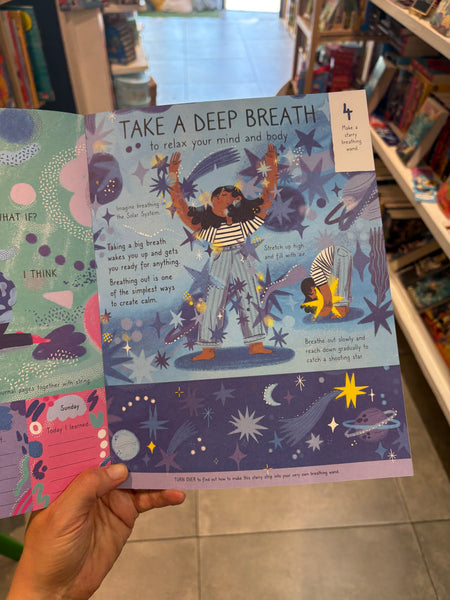 WHAT IF?
I THINK
Sunday
Today I learned
TAKE A DEEP BREATH
to relax your mind and body
4
Make a
starry
breathing
wand.
Imagine breathing in
the Solar System.
Taking a big breath
wakes you up and gets
you ready for anything.
Breathing out is one
of the simplest ways
to create calm.
Stretch up high
and fill with air.
Breathe out slowly and
reach down gradually to
catch a shooting star.
TURN OVER to find out how to make this starry strip into your very own breathing wand.